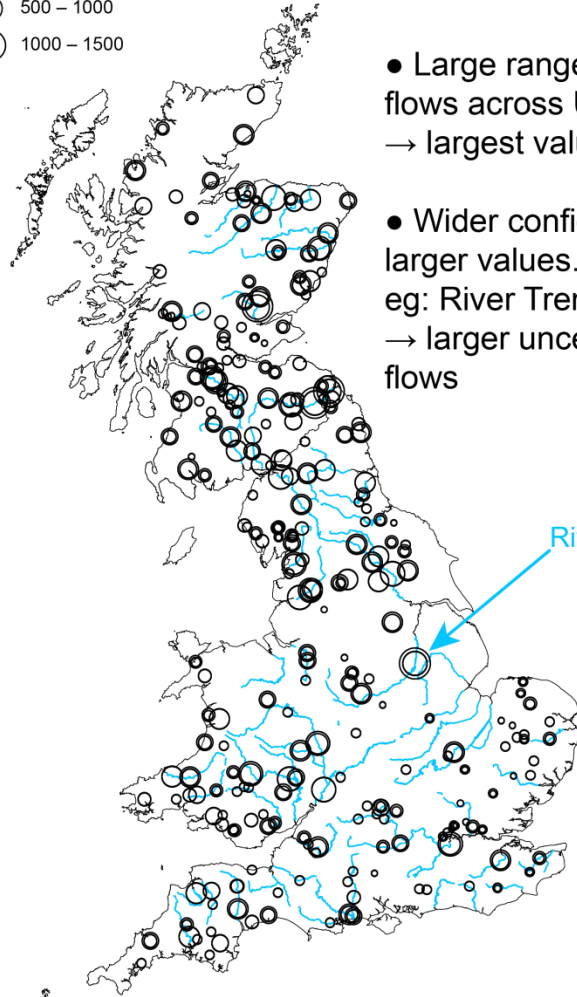 500 – 1000
1000 – 1500
● Large range
flows across
→ largest valu
● Wider confi
larger values.
eg: River Tren
→ larger unce
flows
Ri